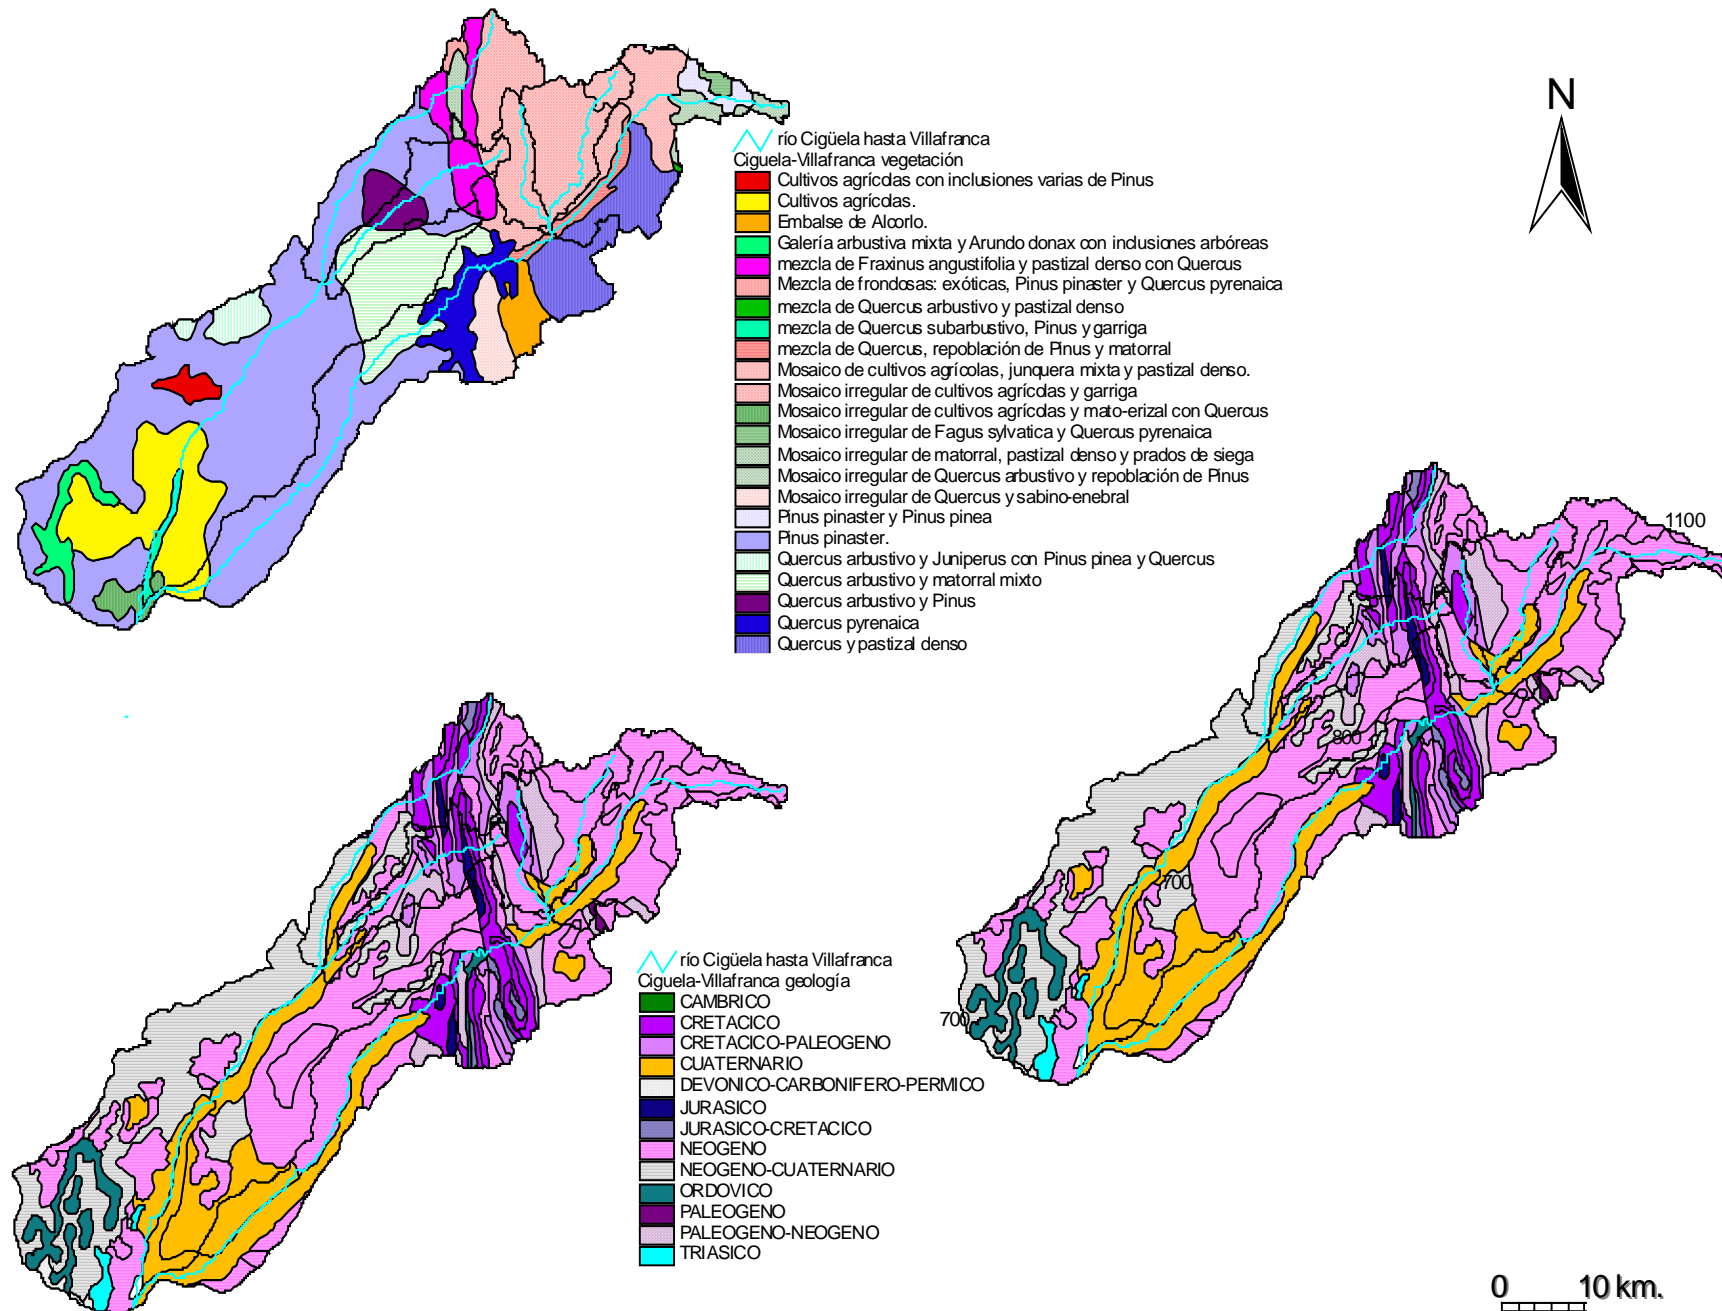 N
río Cigüela hasta Villafranca
Ciguela-Villafranca vegetación
Cultivos agrícolas con inclusiones varias de Pinus
Cultivos agrícolas.
Embalse de Alcorlo.
Galería arbustiva mixta y Arundo donax con inclusiones arbóreas
mezcla de Fraxinus angustifolia y pastizal denso con Quercus
Mezcla de frondosas: exóticas, Pinus pinaster y Quercus pyrenaica
mezcla de Quercus arbustivo y pastizal denso
mezcla de Quercus subarbustivo, Pinus y garriga
mezcla de Quercus, repoblación de Pinus y matorral
Mosaico de cultivos agrícolas, junquera mixta y pastizal denso.
Mosaico irregular de cultivos agrícolas y garriga
Mosaico irregular de cultivos agrícolas y mato-erizal con Quercus
Mosaico irregular de Fagus sylvatica y Quercus pyrenaica
Mosaico irregular de matorral, pastizal denso y prados de siega
Mosaico irregular de Quercus arbustivo y repoblación de Pinus
Mosaico irregular de Quercus y sabino-enebral
Pinus pinaster y Pinus pinea
Pinus pinaster.
Quercus arbustivo y Juniperus con Pinus pinea y Quercus
Quercus arbustivo y matorral mixto
Quercus arbustivo y Pinus
Quercus pyrenaica
Quercus y pastizal denso
1100
800
700
700
río Cigüela hasta Villafranca
Ciguela-Villafranca geología
CAMBRICO
CRETACICO
CRETACICO-PALEOGENO
CUATERNARIO
DEVONICO-CARBONIFERO-PERMICO
JURASICO
JURASICO-CRETACICO
NEOGENO
NEOGENO-CUATERNARIO
ORDOVICO
PALEOGENO
PALEOGENO-NEOGENO
TRIASICO
0 10 km.